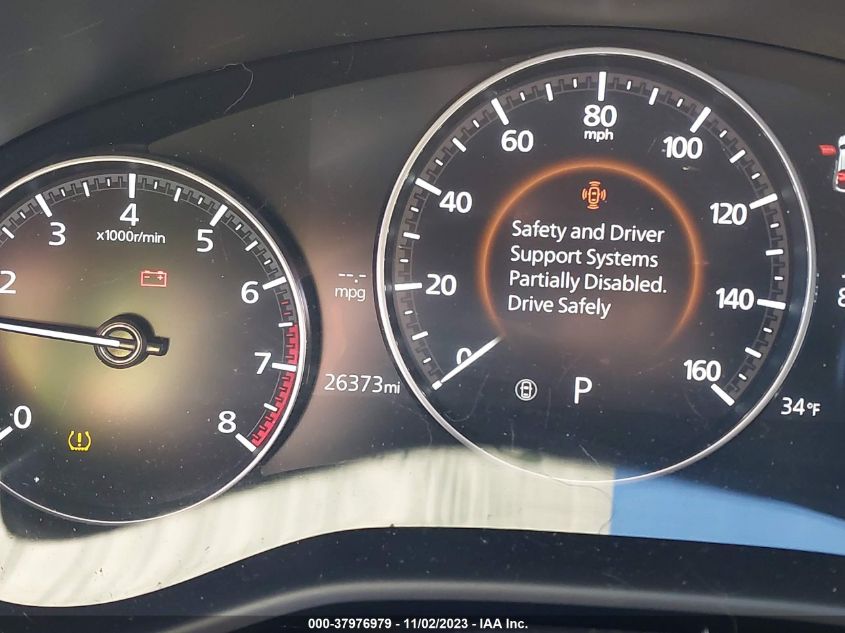 80
mph
60
100
40
120
20
140
0
160
Safety and Driver
Support Systems
Partially Disabled.
Drive Safely
P
4
x1000r/min
3
5
2
6
7
0
8
--.-
mpg
26373mi
34°F
8
000-37976979 - 11/02/2023 - IAA Inc.